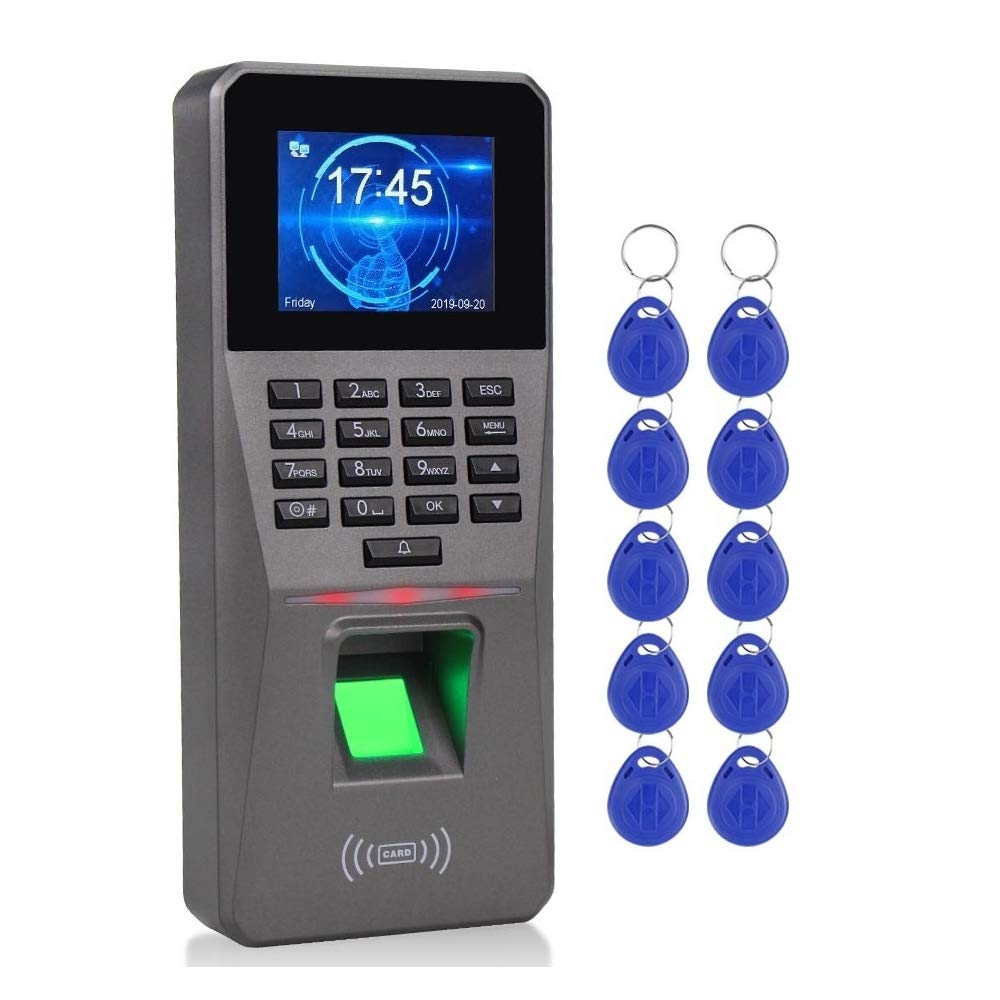 17:45
Friday 2019-09-20
1 2ABC 3DEF ESC
4GHI 5JKL 6MNO MENU
7PQRS 8TUV 9WXYZ
# 0 OK
CARD